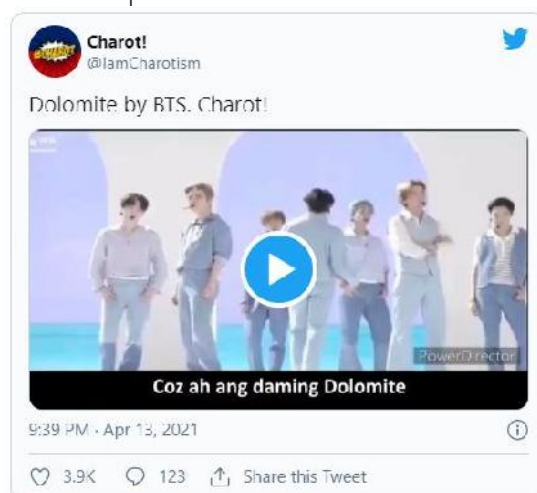 Charot!
@IamCharotism
Dolomite by BTS. Charot!
PowerDirector
Coz ah ang daming Dolomite
9:39 PM · Apr 13, 2021
3.9K 123 Share this Tweet